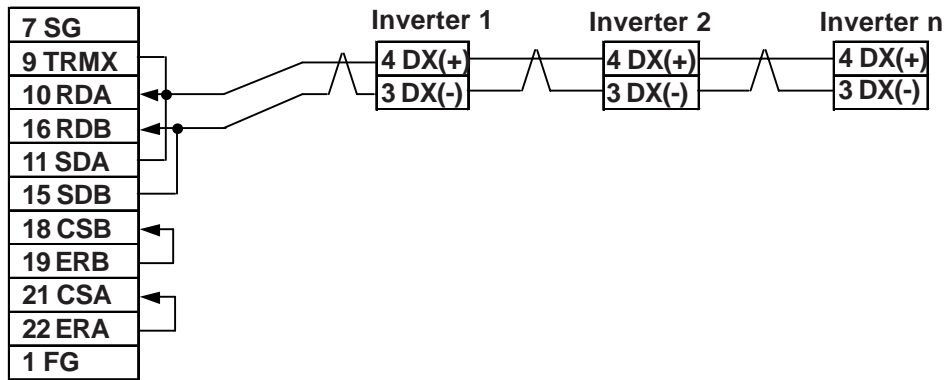 7 SG
9 TRMX
10 RDA
16 RDB
11 SDA
15 SDB
18 CSB
19 ERB
21 CSA
22 ERA
1 FG
Inverter 1
4 DX(+)
3 DX(-)
Inverter 2
4 DX(+)
3 DX(-)
Inverter n
4 DX(+)
3 DX(-)